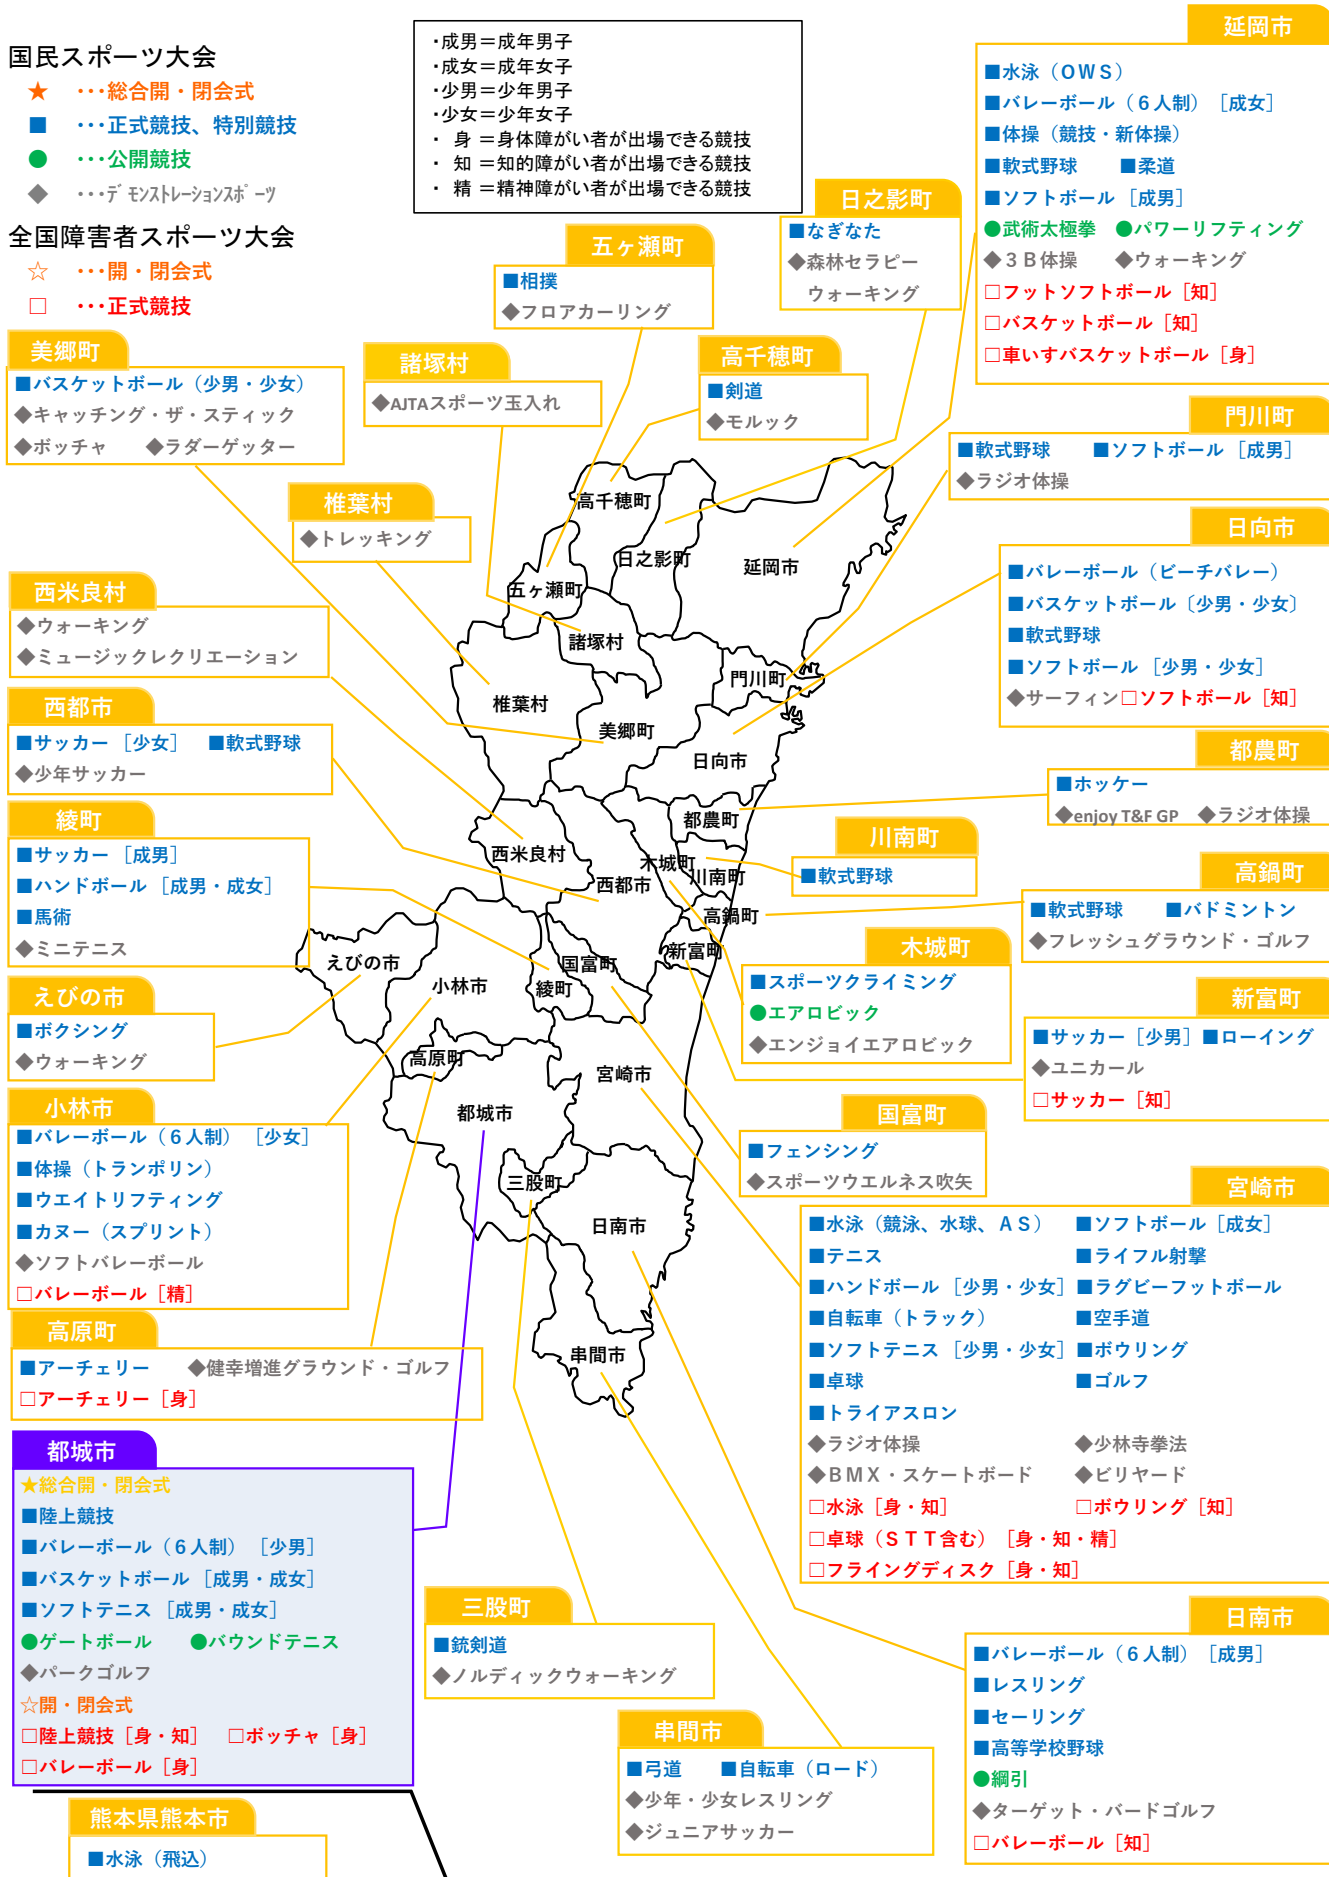 国民スポーツ大会
★ ･･･総合開・閉会式
■ ･･･正式競技、特別競技
● ･･･公開競技
◆ ･･･ﾃﾞﾓﾝｽﾄﾚｰｼｮﾝｽﾎﾟｰﾂ
全国障害者スポーツ大会
☆ ･･･開・閉会式
□ ･･･正式競技
・成男＝成年男子
・成女＝成年女子
・少男＝少年男子
・少女＝少年女子
・ 身 ＝身体障がい者が出場できる競技
・ 知 ＝知的障がい者が出場できる競技
・ 精 ＝精神障がい者が出場できる競技
延岡市
■水泳（ＯＷＳ）
■バレーボール（６人制）［成女］
■体操（競技・新体操）
■軟式野球 ■柔道
■ソフトボール［成男］
●武術太極拳 ●パワーリフティング
◆３Ｂ体操 ◆ウォーキング
□フットソフトボール［知］
□バスケットボール［知］
□車いすバスケットボール［身］
日之影町
■なぎなた
◆森林セラピー
ウォーキング
五ヶ瀬町
■相撲
◆フロアカーリング
高千穂町
■剣道
◆モルック
諸塚村
◆AJTAスポーツ玉入れ
美郷町
■バスケットボール（少男・少女）
◆キャッチング・ザ・スティック
◆ボッチャ ◆ラダーゲッター
門川町
■軟式野球 ■ソフトボール［成男］
◆ラジオ体操
椎葉村
◆トレッキング
日向市
■バレーボール（ビーチバレー）
■バスケットボール〔少男・少女〕
■軟式野球
■ソフトボール［少男・少女］
◆サーフィン□ソフトボール［知］
西米良村
◆ウォーキング
◆ミュージックレクリエーション
西都市
■サッカー［少女］ ■軟式野球
◆少年サッカー
都農町
■ホッケー
◆enjoy T&F GP ◆ラジオ体操
綾町
■サッカー［成男］
■ハンドボール［成男・成女］
■馬術
◆ミニテニス
川南町
■軟式野球
高鍋町
■軟式野球 ■バドミントン
◆フレッシュグラウンド・ゴルフ
木城町
■スポーツクライミング
●エアロビック
◆エンジョイエアロビック
えびの市
■ボクシング
◆ウォーキング
新富町
■サッカー［少男］■ローイング
◆ユニカール
□サッカー［知］
小林市
■バレーボール（６人制）［少女］
■体操（トランポリン）
■ウエイトリフティング
■カヌー（スプリント）
◆ソフトバレーボール
□バレーボール［精］
国富町
■フェンシング
◆スポーツウエルネス吹矢
宮崎市
■水泳（競泳、水球、ＡＳ） ■ソフトボール［成女］
■テニス ■ライフル射撃
■ハンドボール［少男・少女］ ■ラグビーフットボール
■自転車（トラック） ■空手道
■ソフトテニス［少男・少女］ ■ボウリング
■卓球 ■ゴルフ
■トライアスロン
◆ラジオ体操 ◆少林寺拳法
◆ＢＭＸ・スケートボード ◆ビリヤード
□水泳［身・知］ □ボウリング［知］
□卓球（ＳＴＴ含む）［身・知・精］
□フライングディスク［身・知］
高原町
■アーチェリー ◆健幸増進グラウンド・ゴルフ
□アーチェリー［身］
都城市
★総合開・閉会式
■陸上競技
■バレーボール（６人制）［少男］
■バスケットボール［成男・成女］
■ソフトテニス［成男・成女］
●ゲートボール ●バウンドテニス
◆パークゴルフ
☆開・閉会式
□陸上競技［身・知］ □ボッチャ［身］
□バレーボール［身］
三股町
■銃剣道
◆ノルディックウォーキング
日南市
■バレーボール（６人制）［成男］
■レスリング
■セーリング
■高等学校野球
●綱引
◆ターゲット・バードゴルフ
□バレーボール［知］
串間市
■弓道 ■自転車（ロード）
◆少年・少女レスリング
◆ジュニアサッカー
熊本県熊本市
■水泳（飛込）
高千穂町
日之影町
延岡市
五ヶ瀬町
諸塚村
門川町
椎葉村
美郷町
日向市
都農町
西米良村
木城町
西都市
川南町
高鍋町
新富町
えびの市
国富町
小林市
綾町
高原町
宮崎市
都城市
三股町
日南市
串間市